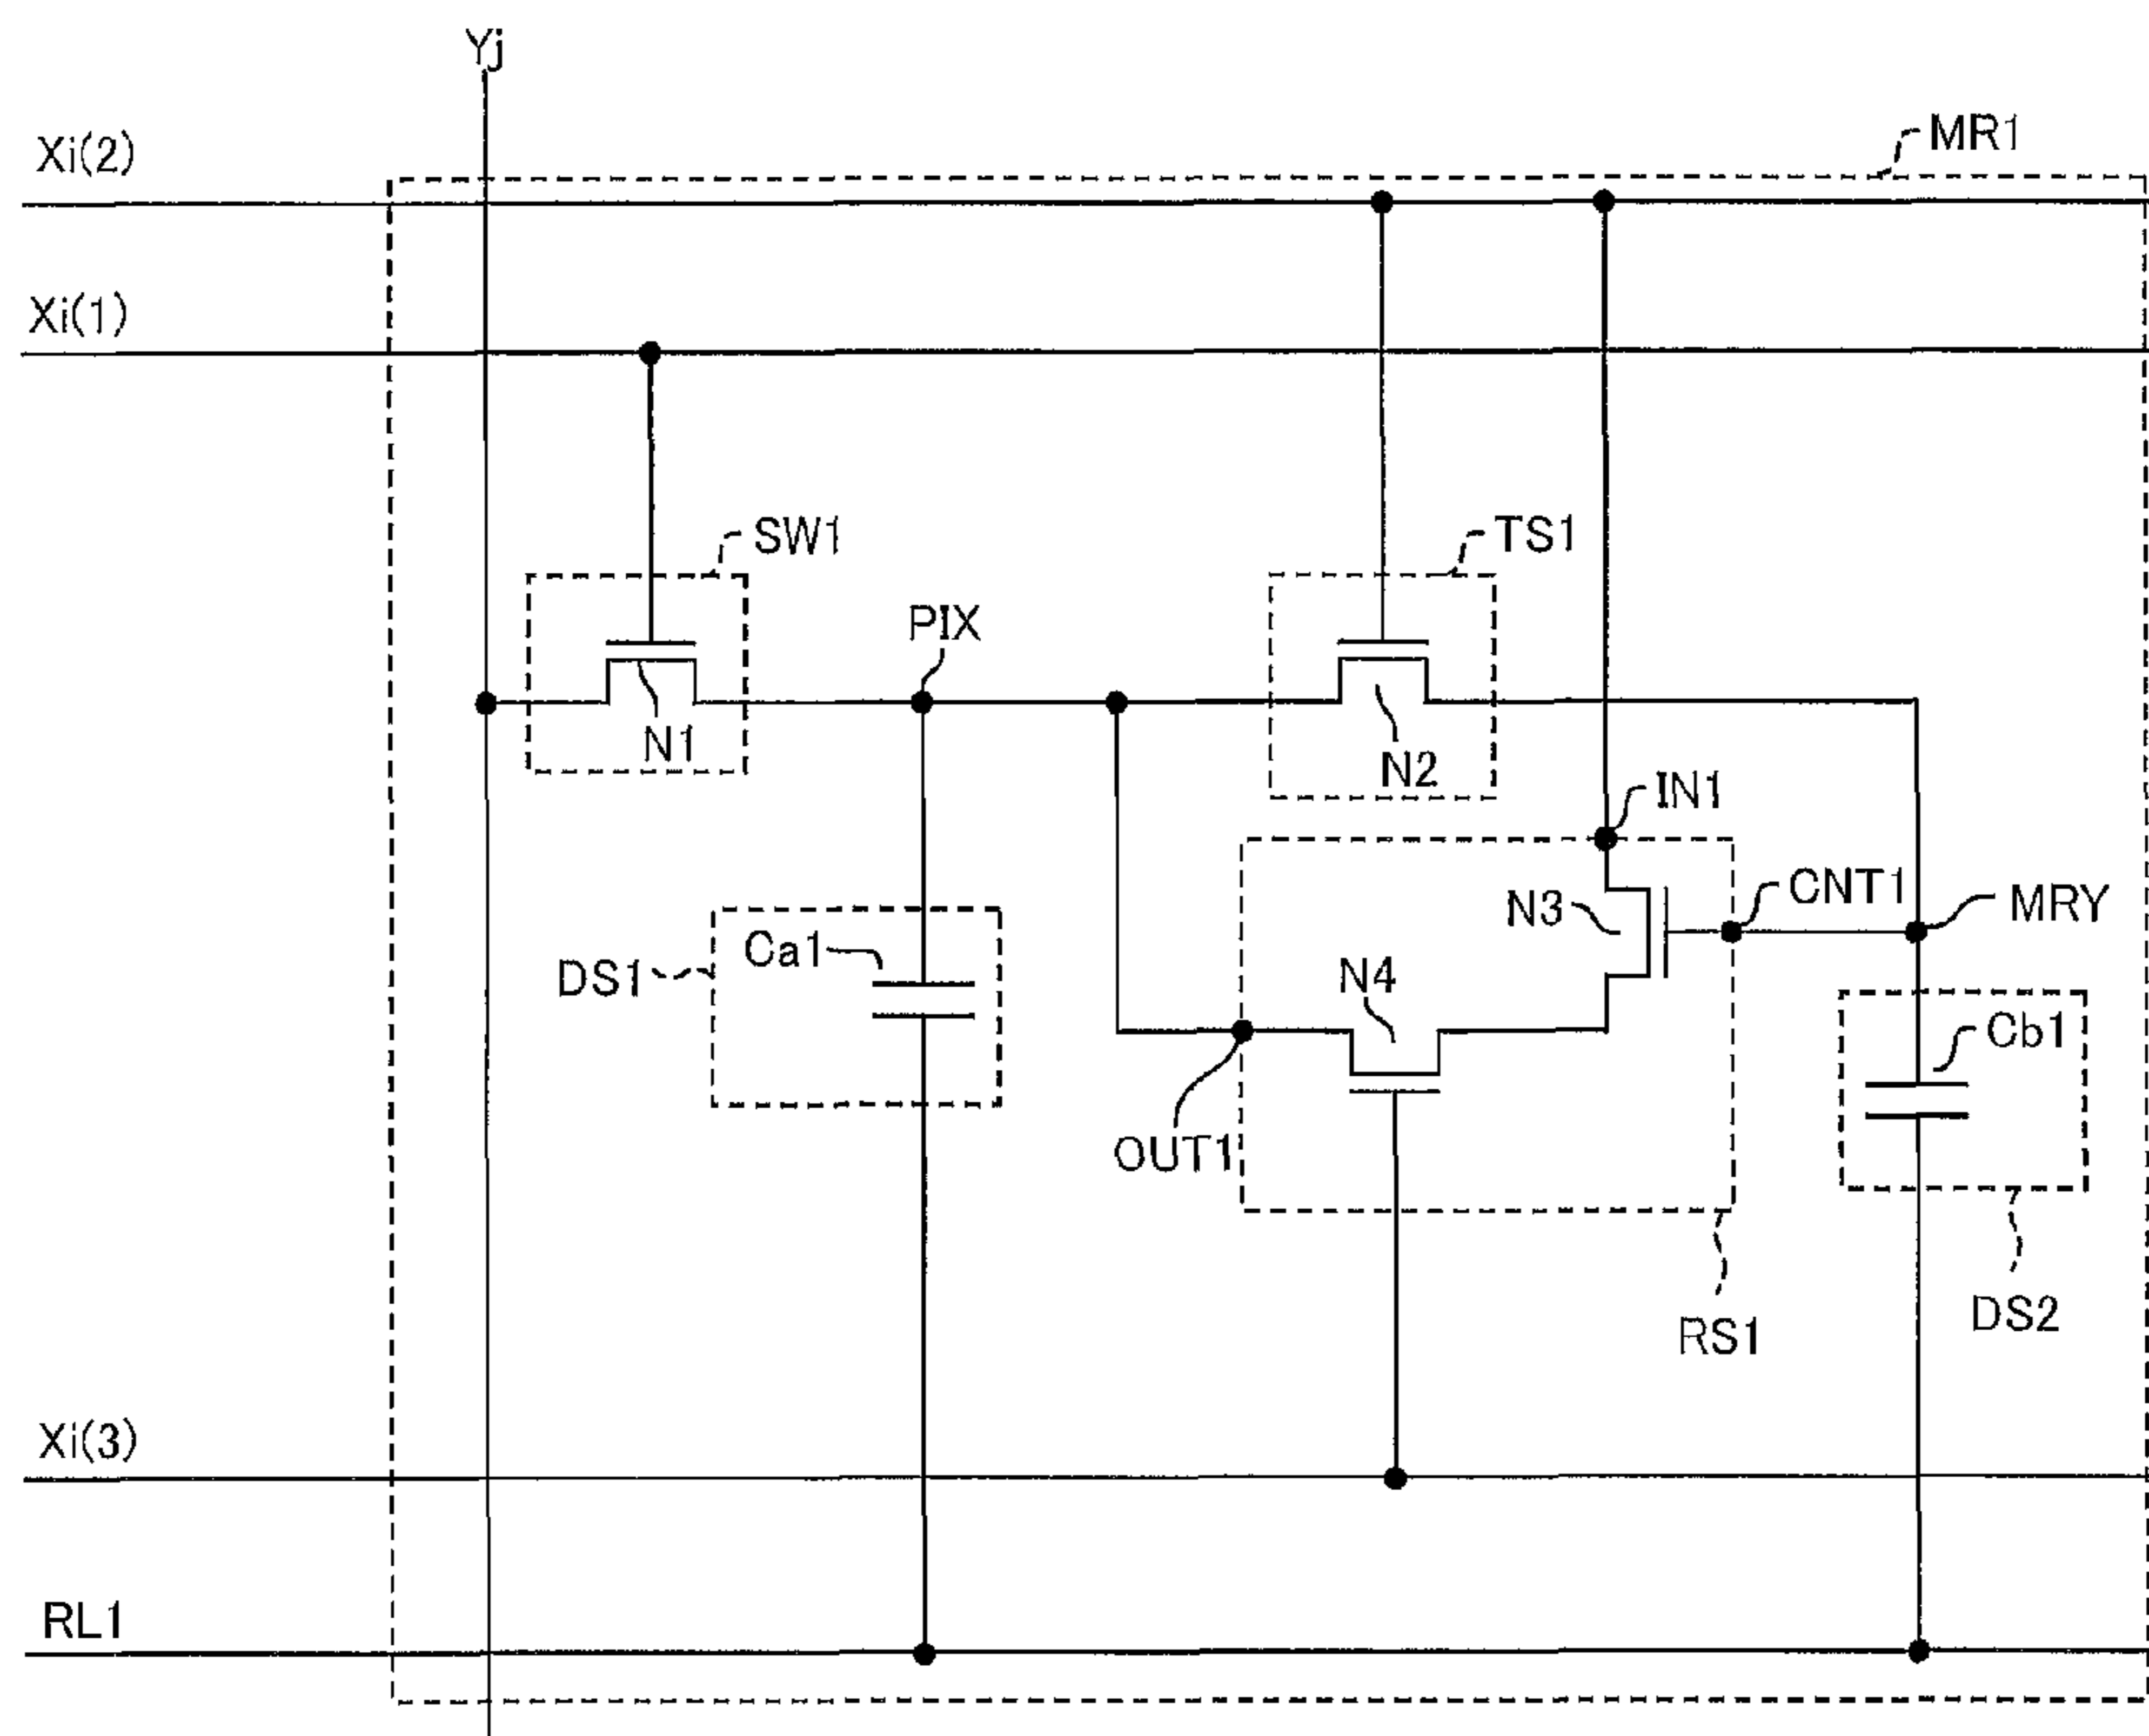 Yj
Xi(2)
MR1
Xi(1)
SW1
TS1
PIX
N1
N2
IN1
CNT1
MRY
N3
Ca1
DS1
N4
Cb1
OUT1
DS2
RS1
Xi(3)
RL1